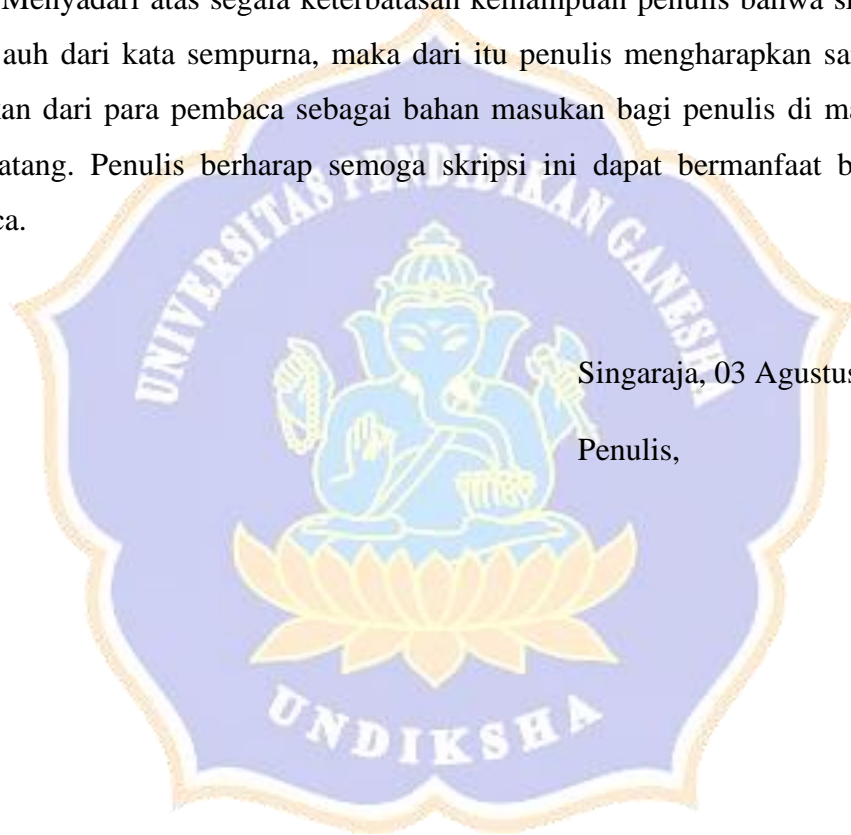 Menyadari atas segala keterbatasan kemampuan penulis bahwa
auh dari kata sempurna, maka dari itu penulis mengharapkan
kan dari para pembaca sebagai bahan masukan bagi penulis di
atang. Penulis berharap semoga skripsi ini dapat bermanfaat
ca.
UNIVERSITAS PENDIDIKAN GANESHA
Singaraja, 03 Agustus
Penulis,
UNDIKSHA